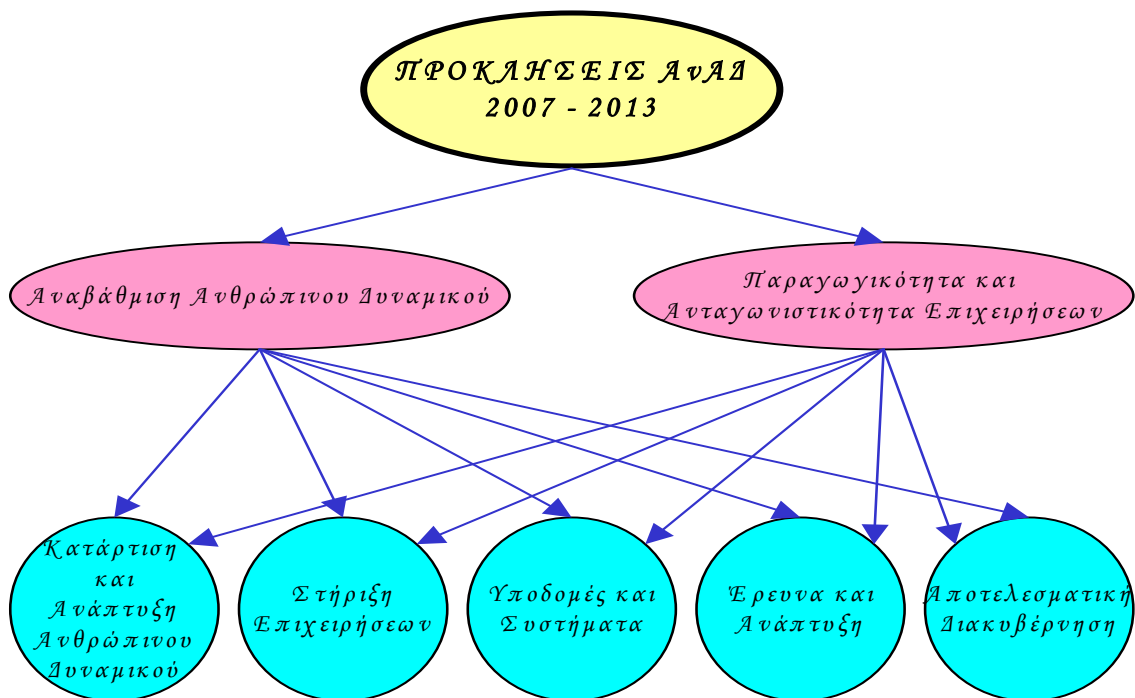 ΠΡΟΚΛΗΣΕΙΣ ΑνΑΔ
2007 - 2013
Αναβάθμιση Ανθρώπινου Δυναμικού
Παραγωγικότητα και
Ανταγωνιστικότητα Επιχειρήσεων
Κατάρτιση
και
Ανάπτυξη
Ανθρώπινου
Δυναμικού
Στήριξη
Επιχειρήσεων
Υποδομές και
Συστήματα
Έρευνα και
Ανάπτυξη
Αποτελεσματική
Διακυβέρνηση